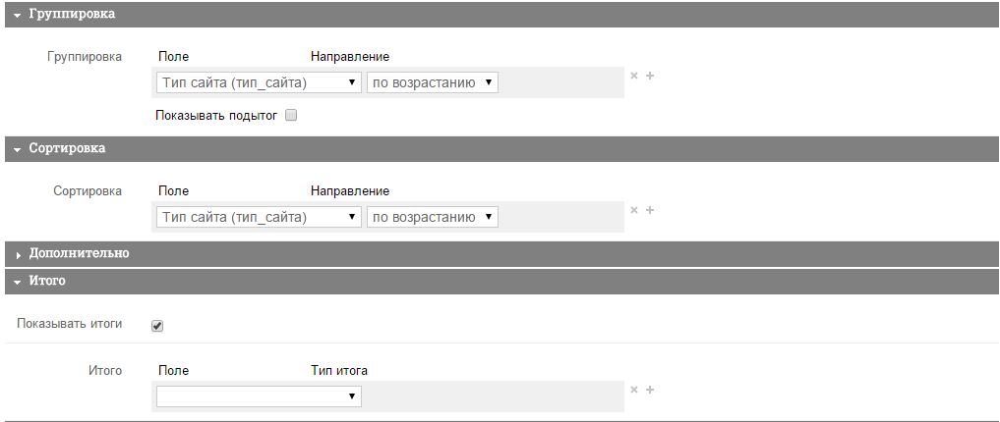 Группировка
Группировка Поле Направление
Тип сайта (тип_сайта) по возрастанию
Показывать подытог
Сортировка
Сортировка Поле Направление
Тип сайта (тип_сайта) по возрастанию
Дополнительно
Итого
Показывать итоги
Итого Поле Тип итога